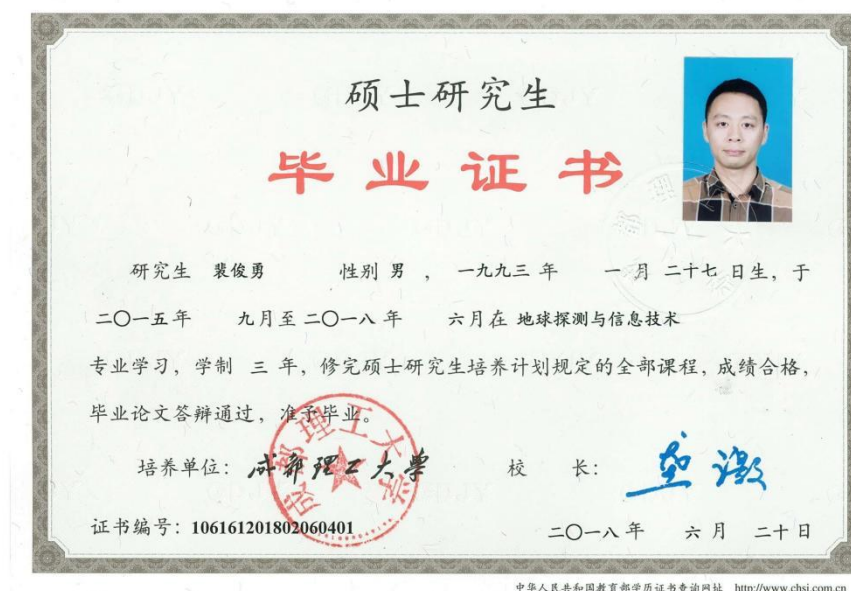 硕士研究生
毕业证书
研究生 裴俊勇 性别 男 ， 一九九三 年 一 月 二十七 日生，于
二〇一五年 九月至 二〇一八 年 六月在 地球探测与信息技术
专业学习，学制 三 年，修完硕士研究生培养计划规定的全部课程，成绩合格，
毕业论文答辩通过，准予毕业。
培养单位：成都理工大学 校 长：
成都理工大学
证书编号：106161201802060401 二〇一八 年 六 月 二十 日
中华人民共和国教育部学历证书查询网址 http://www.chsi.com.cn